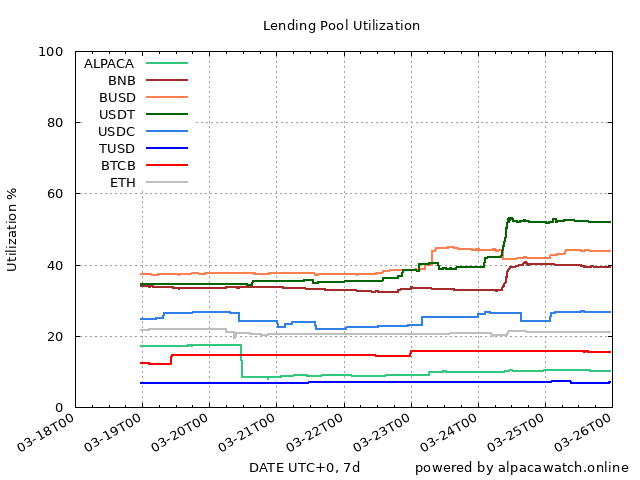 Lending Pool Utilization
100
80
60
40
20
0
Utilization %
ALPACA
BNB
BUSD
USDT
USDC
TUSD
BTCB
ETH
03-18T00
03-19T00
03-20T00
03-21T00
03-22T00
03-23T00
03-24T00
03-25T00
03-26T00
DATE UTC+0, 7d
powered by alpacawatch.online